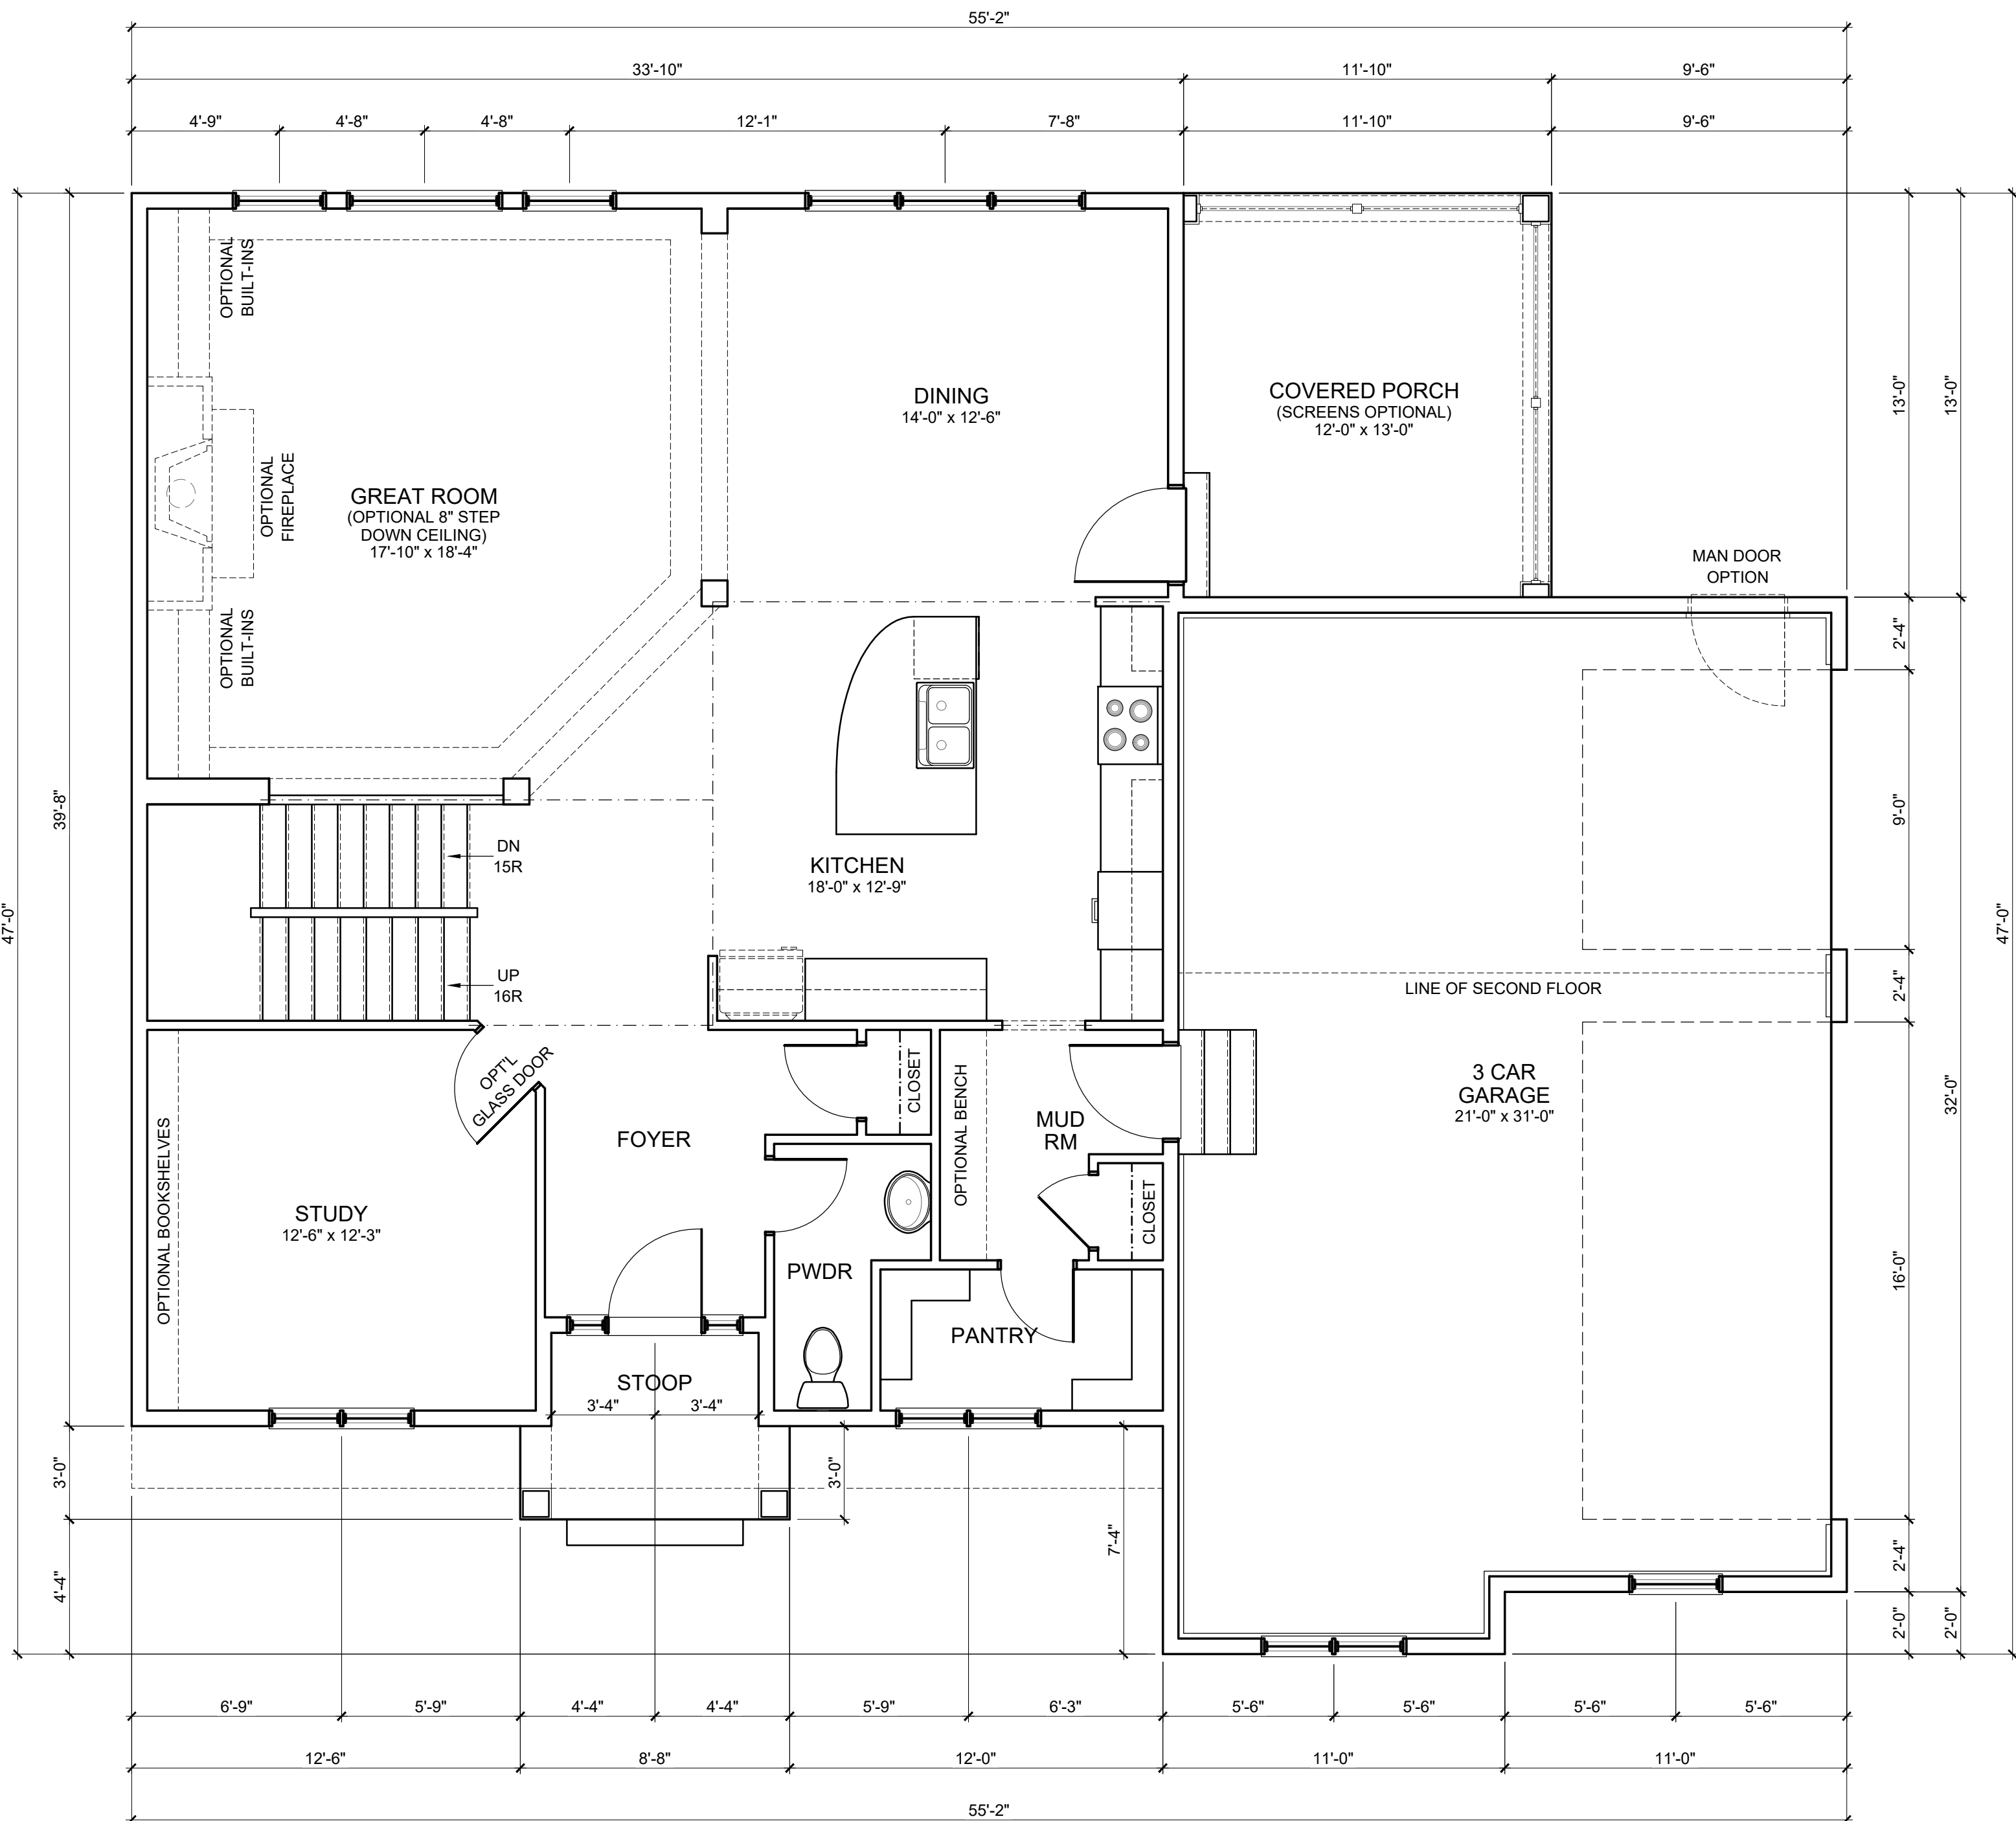 55'-2"
33'-10"
11'-10"
9'-6"
4'-9"
4'-8"
4'-8"
12'-1"
7'-8"
11'-10"
9'-6"
OPTIONAL
BUILT-INS
DINING
14'-0" x 12'-6"
COVERED PORCH
(SCREENS OPTIONAL)
12'-0" x 13'-0"
13'-0"
13'-0"
OPTIONAL
FIREPLACE
GREAT ROOM
(OPTIONAL 8" STEP
DOWN CEILING)
17'-10" x 18'-4"
MAN DOOR
OPTION
OPTIONAL
BUILT-INS
2'-4"
39'-8"
47'-0"
DN
15R
KITCHEN
18'-0" x 12'-9"
9'-0"
47'-0"
UP
16R
LINE OF SECOND FLOOR
2'-4"
OPT'L
GLASS DOOR
CLOSET
OPTIONAL BENCH
MUD
RM
3 CAR
GARAGE
21'-0" x 31'-0"
32'-0"
FOYER
OPTIONAL BOOKSHELVES
STUDY
12'-6" x 12'-3"
CLOSET
PWDR
16'-0"
PANTRY
STOOP
3'-4"
3'-4"
3'-0"
3'-0"
7'-4"
2'-4"
4'-4"
2'-0"
2'-0"
6'-9"
5'-9"
4'-4"
4'-4"
5'-9"
6'-3"
5'-6"
5'-6"
5'-6"
5'-6"
12'-6"
8'-8"
12'-0"
11'-0"
11'-0"
55'-2"